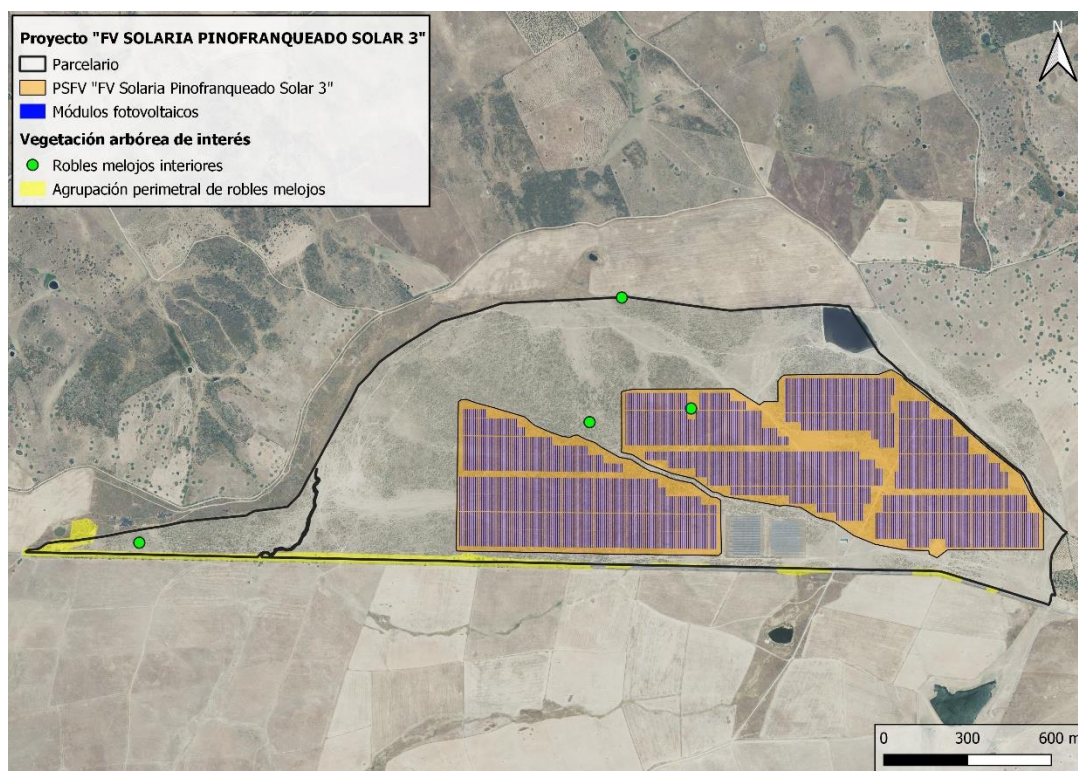 Proyecto "FV SOLARIA PINOFRANQUEADO SOLAR 3"
Parcelario
PSFV "FV Solaria Pinofranqueado Solar 3"
Módulos fotovoltaicos
Vegetación arbórea de interés
Robles melojos interiores
Agrupación perimetral de robles melojos
N
0 300 600 m